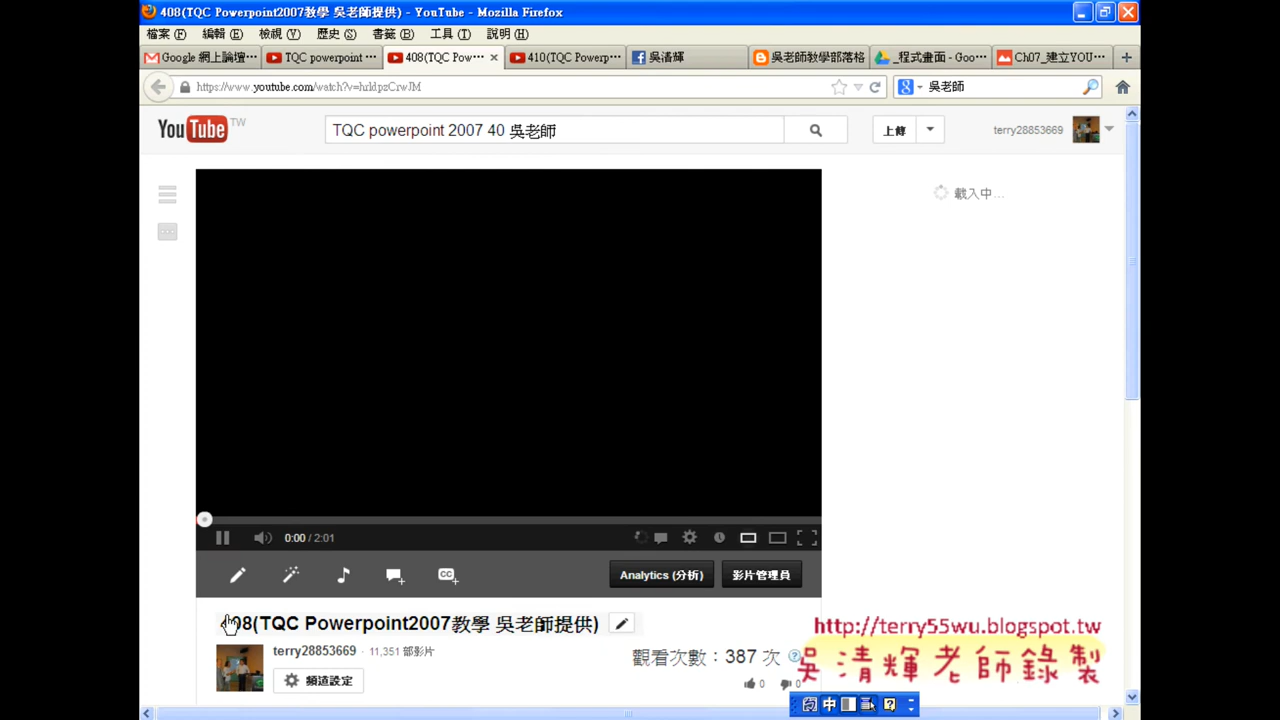 408(TQC Powerpoint2007教學 吳老師提供) - YouTube - Mozilla Firefox
檔案(F) 編輯(E) 檢視(V) 歷史(S) 書籤(B) 工具(T) 說明(H)
Google 網上論壇… TQC powerpoint … 408(TQC Pow… 410(TQC Powerp… 吳清輝 吳老師教學部落格 _程式畫面 - Goo… Ch07_建立YOU…
https://www.youtube.com/watch?v=hrldpzCrwJM
吳老師
YouTube TW
TQC powerpoint 2007 40 吳老師
上傳
terry28853669
載入中...
0:00 / 2:01
CC
Analytics (分析)
影片管理員
408(TQC Powerpoint2007教學 吳老師提供)
terry28853669 · 11,351 部影片
觀看次數：387 次
頻道設定
0 0
http://terry55wu.blogspot.tw
吳清輝老師錄製
中